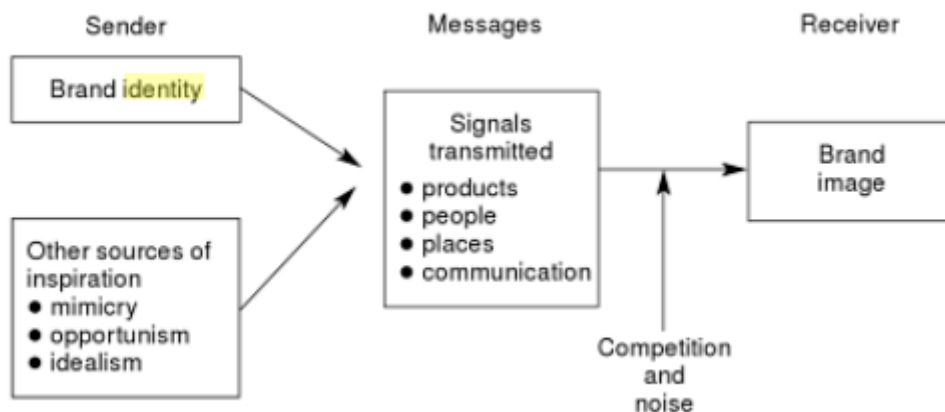 Sender
Messages
Receiver
Brand identity
Other sources of
inspiration
● mimicry
● opportunism
● idealism
Signals
transmitted
● products
● people
● places
● communication
Brand
image
Competition
and
noise